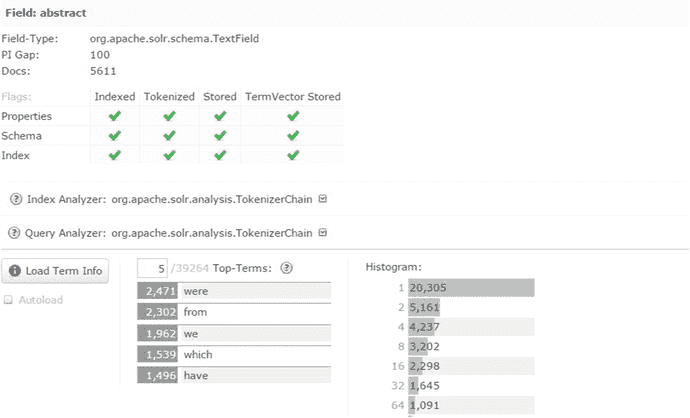 Field: abstract
Field-Type: org.apache.solr.schema.TextField
PI Gap: 100
Docs: 5611
Flags: Indexed Tokenized Stored TermVector Stored
Properties
Schema
Index
Index Analyzer: org.apache.solr.analysis.TokenizerChain
Query Analyzer: org.apache.solr.analysis.TokenizerChain
Load Term Info
Autoload
5 /39264 Top-Terms:
2,471 were
2,302 from
1,962 we
1,539 which
1,496 have
Histogram:
1 20,305
2 5,161
4 4,237
8 3,202
16 2,298
32 1,645
64 1,091